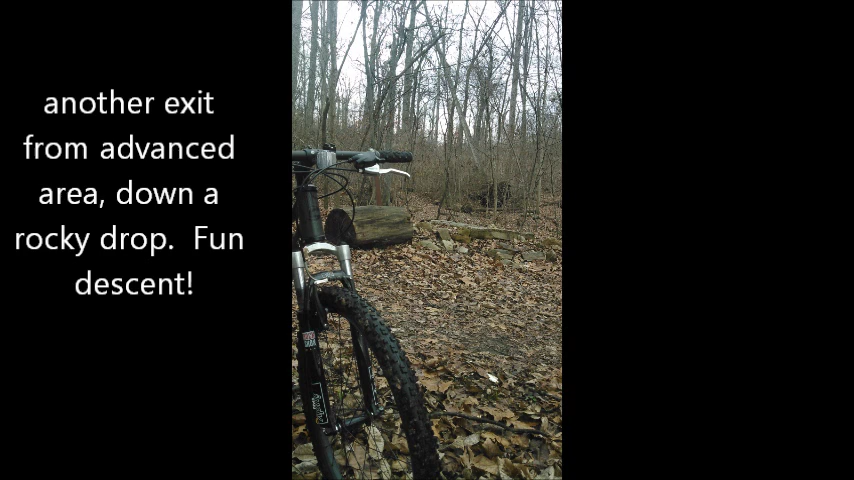 another exit
from advanced
area, down a
rocky drop.  Fun
descent!